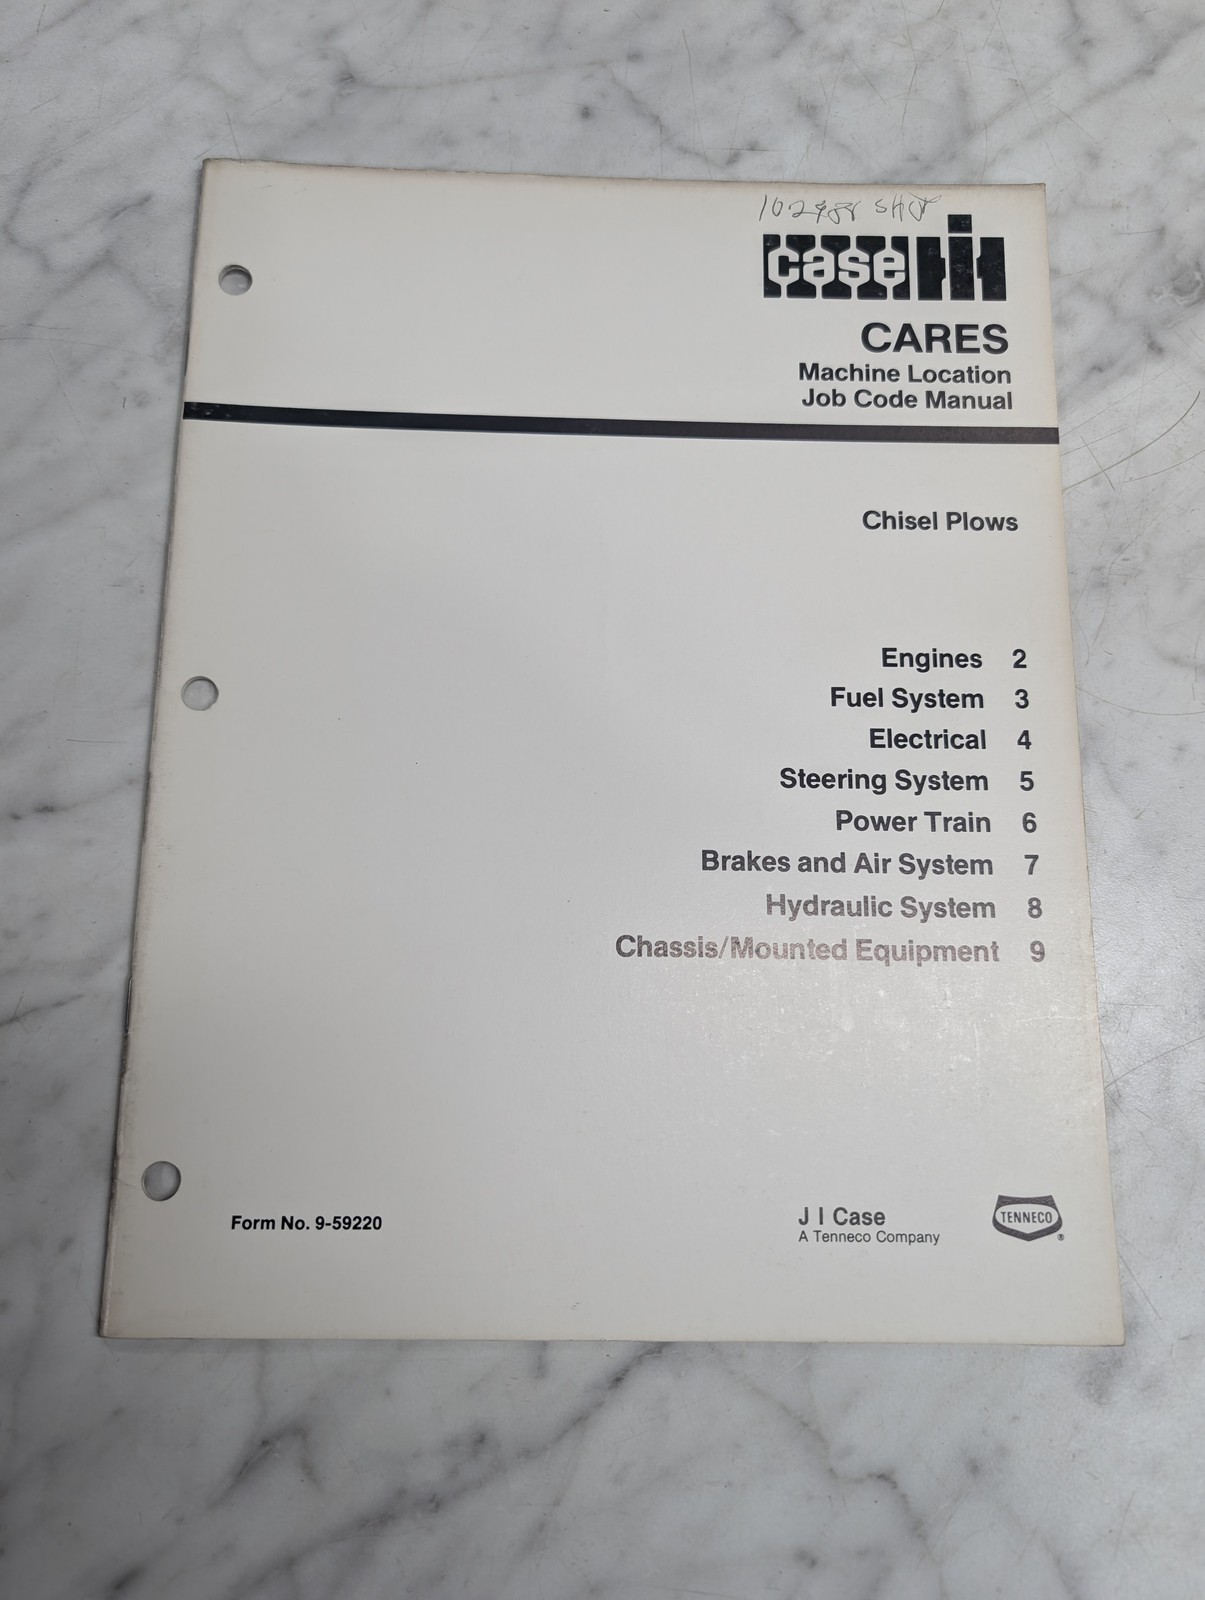 case IH
CARES
Machine Location
Job Code Manual
Chisel Plows
Engines 2
Fuel System 3
Electrical 4
Steering System 5
Power Train 6
Brakes and Air System 7
Hydraulic System 8
Chassis/Mounted Equipment 9
Form No. 9-59220
J I Case
A Tenneco Company
TENNECO
®